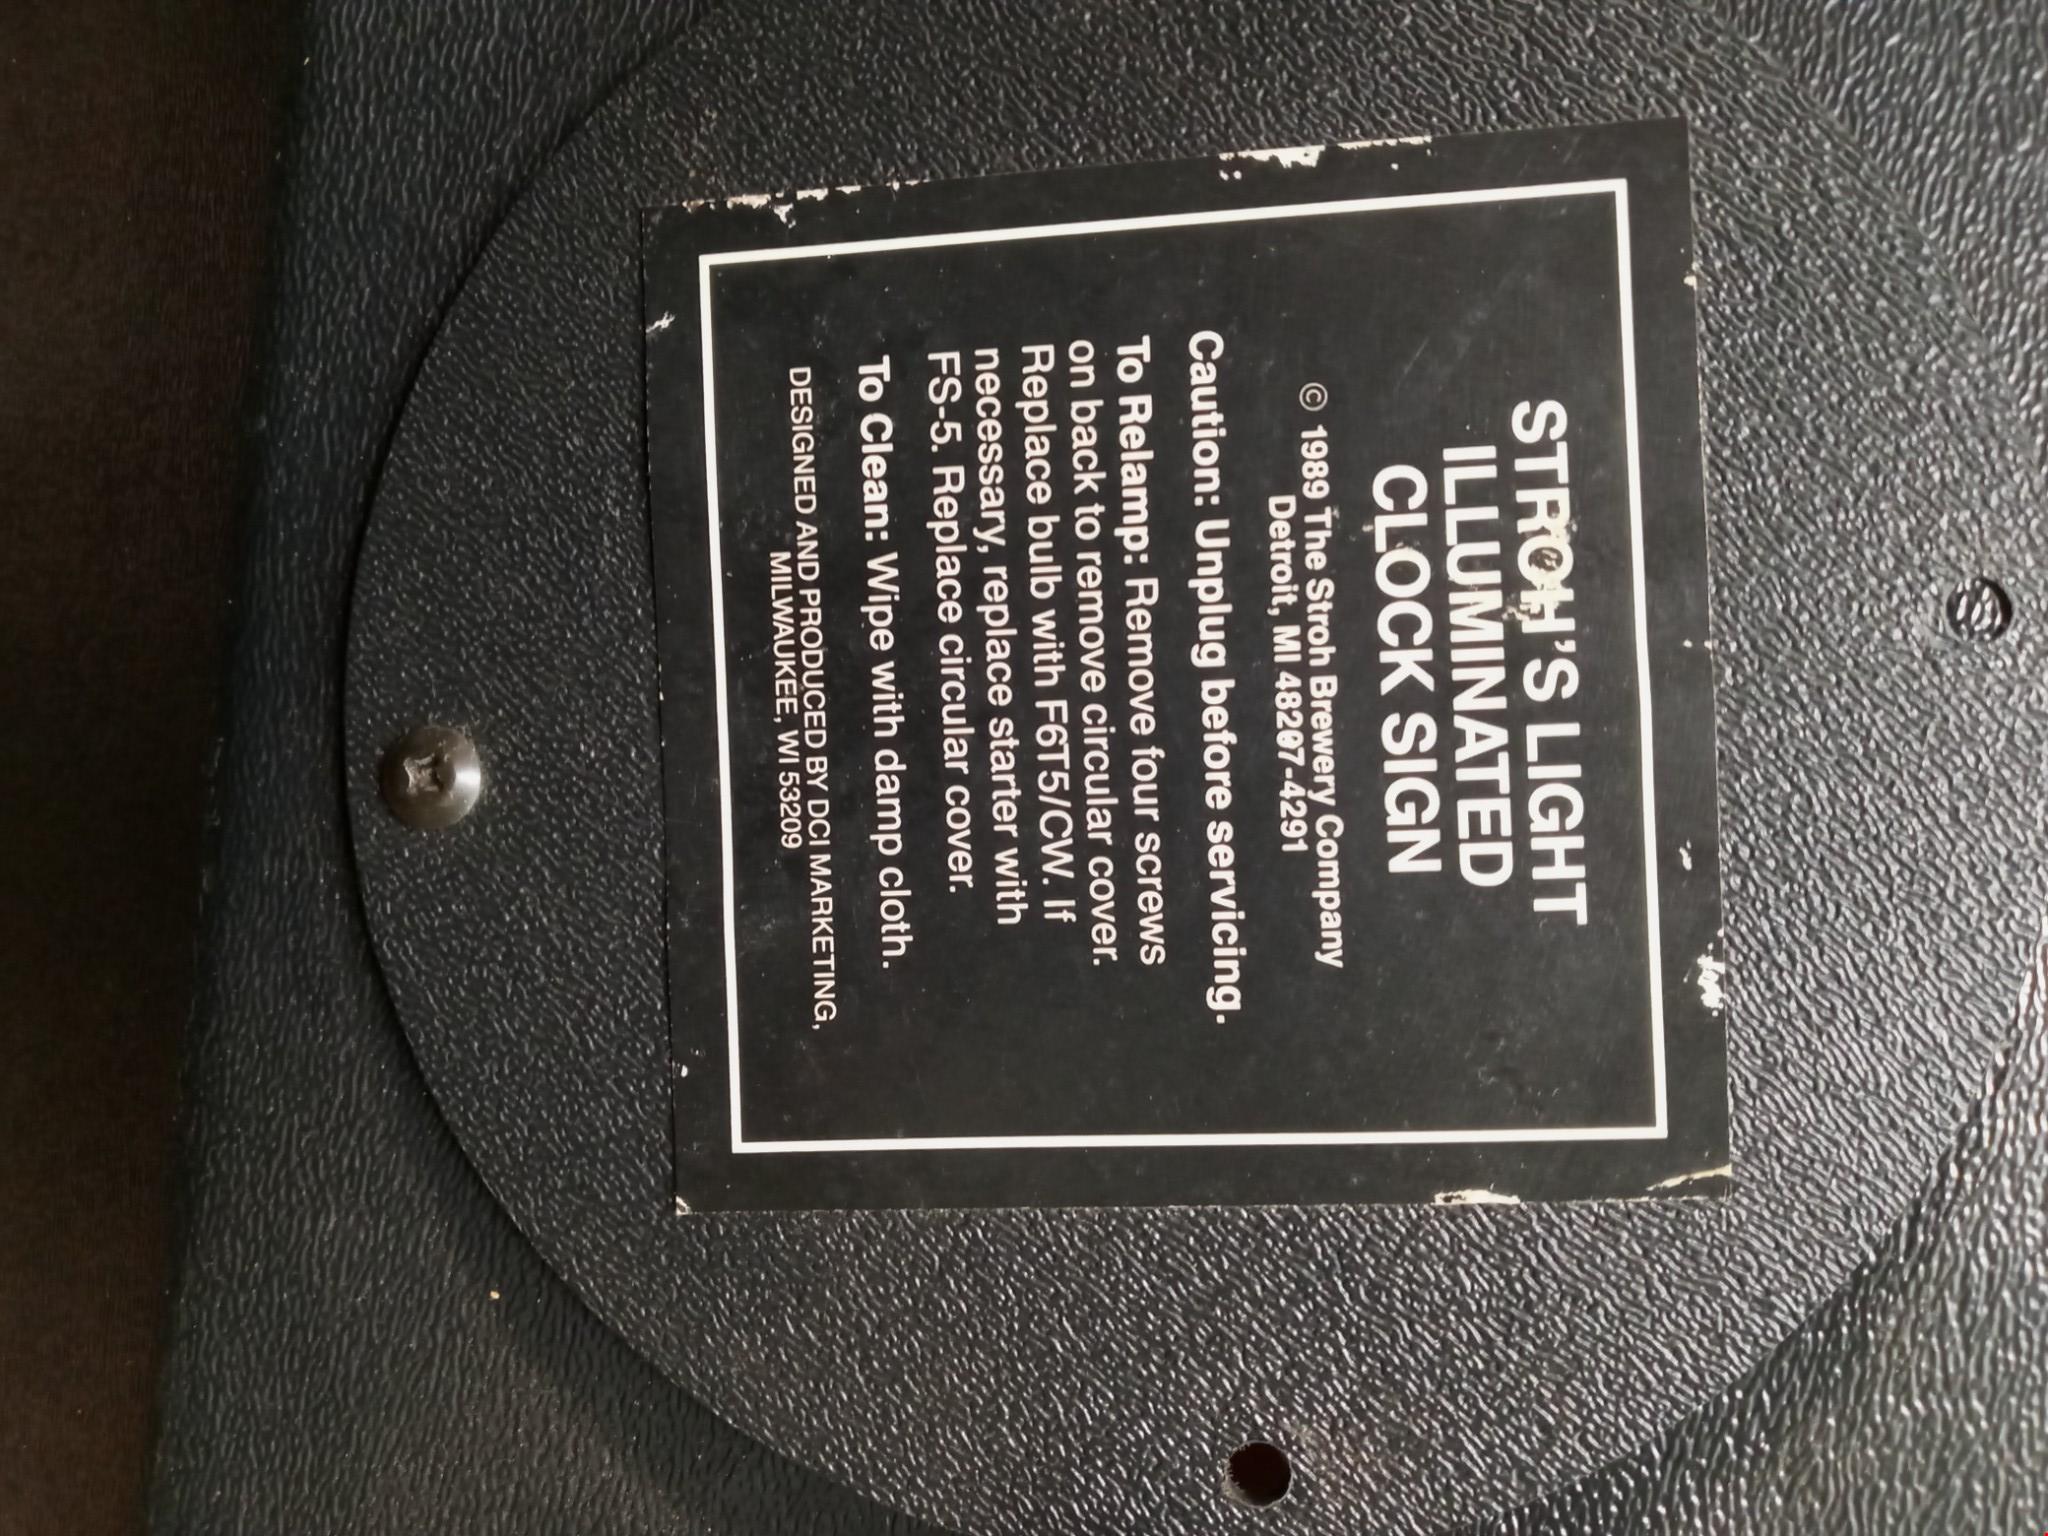 STROH'S LIGHT
ILLUMINATED
CLOCK SIGN
© 1989 The Stroh Brewery Company
Detroit, MI 48207-4291
Caution: Unplug before servicing.
To Relamp: Remove four screws
on back to remove circular cover.
Replace bulb with F6T5/CW. If
necessary, replace starter with
FS-5. Replace circular cover.
To Clean: Wipe with damp cloth.
DESIGNED AND PRODUCED BY DCI MARKETING,
MILWAUKEE, WI 53209